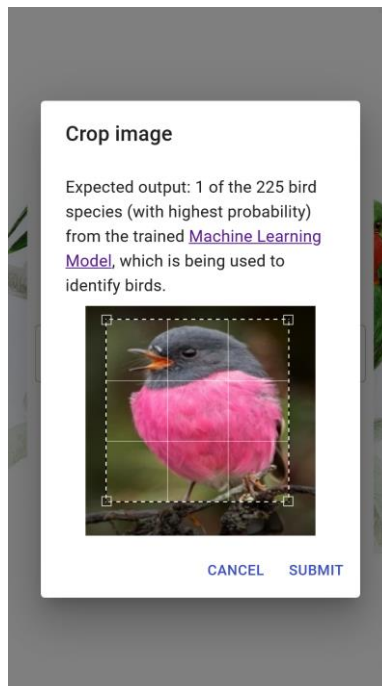 Crop image
Expected output: 1 of the 225 bird
species (with highest probability)
from the trained Machine Learning
Model, which is being used to
identify birds.
CANCEL SUBMIT